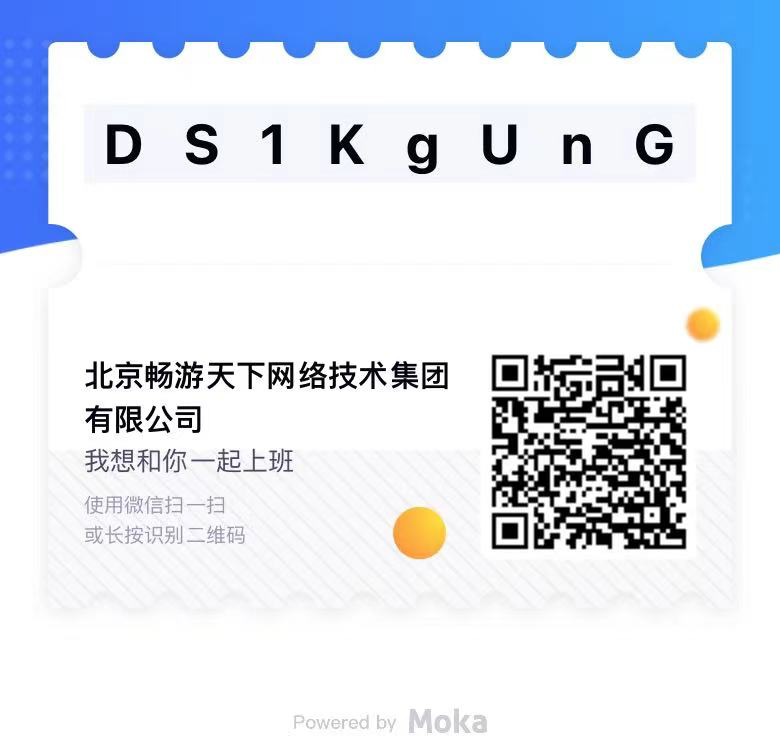 DS1KgUnG
北京畅游天下网络技术集团
有限公司
我想和你一起上班
使用微信扫一扫
或长按识别二维码
Powered by Moka